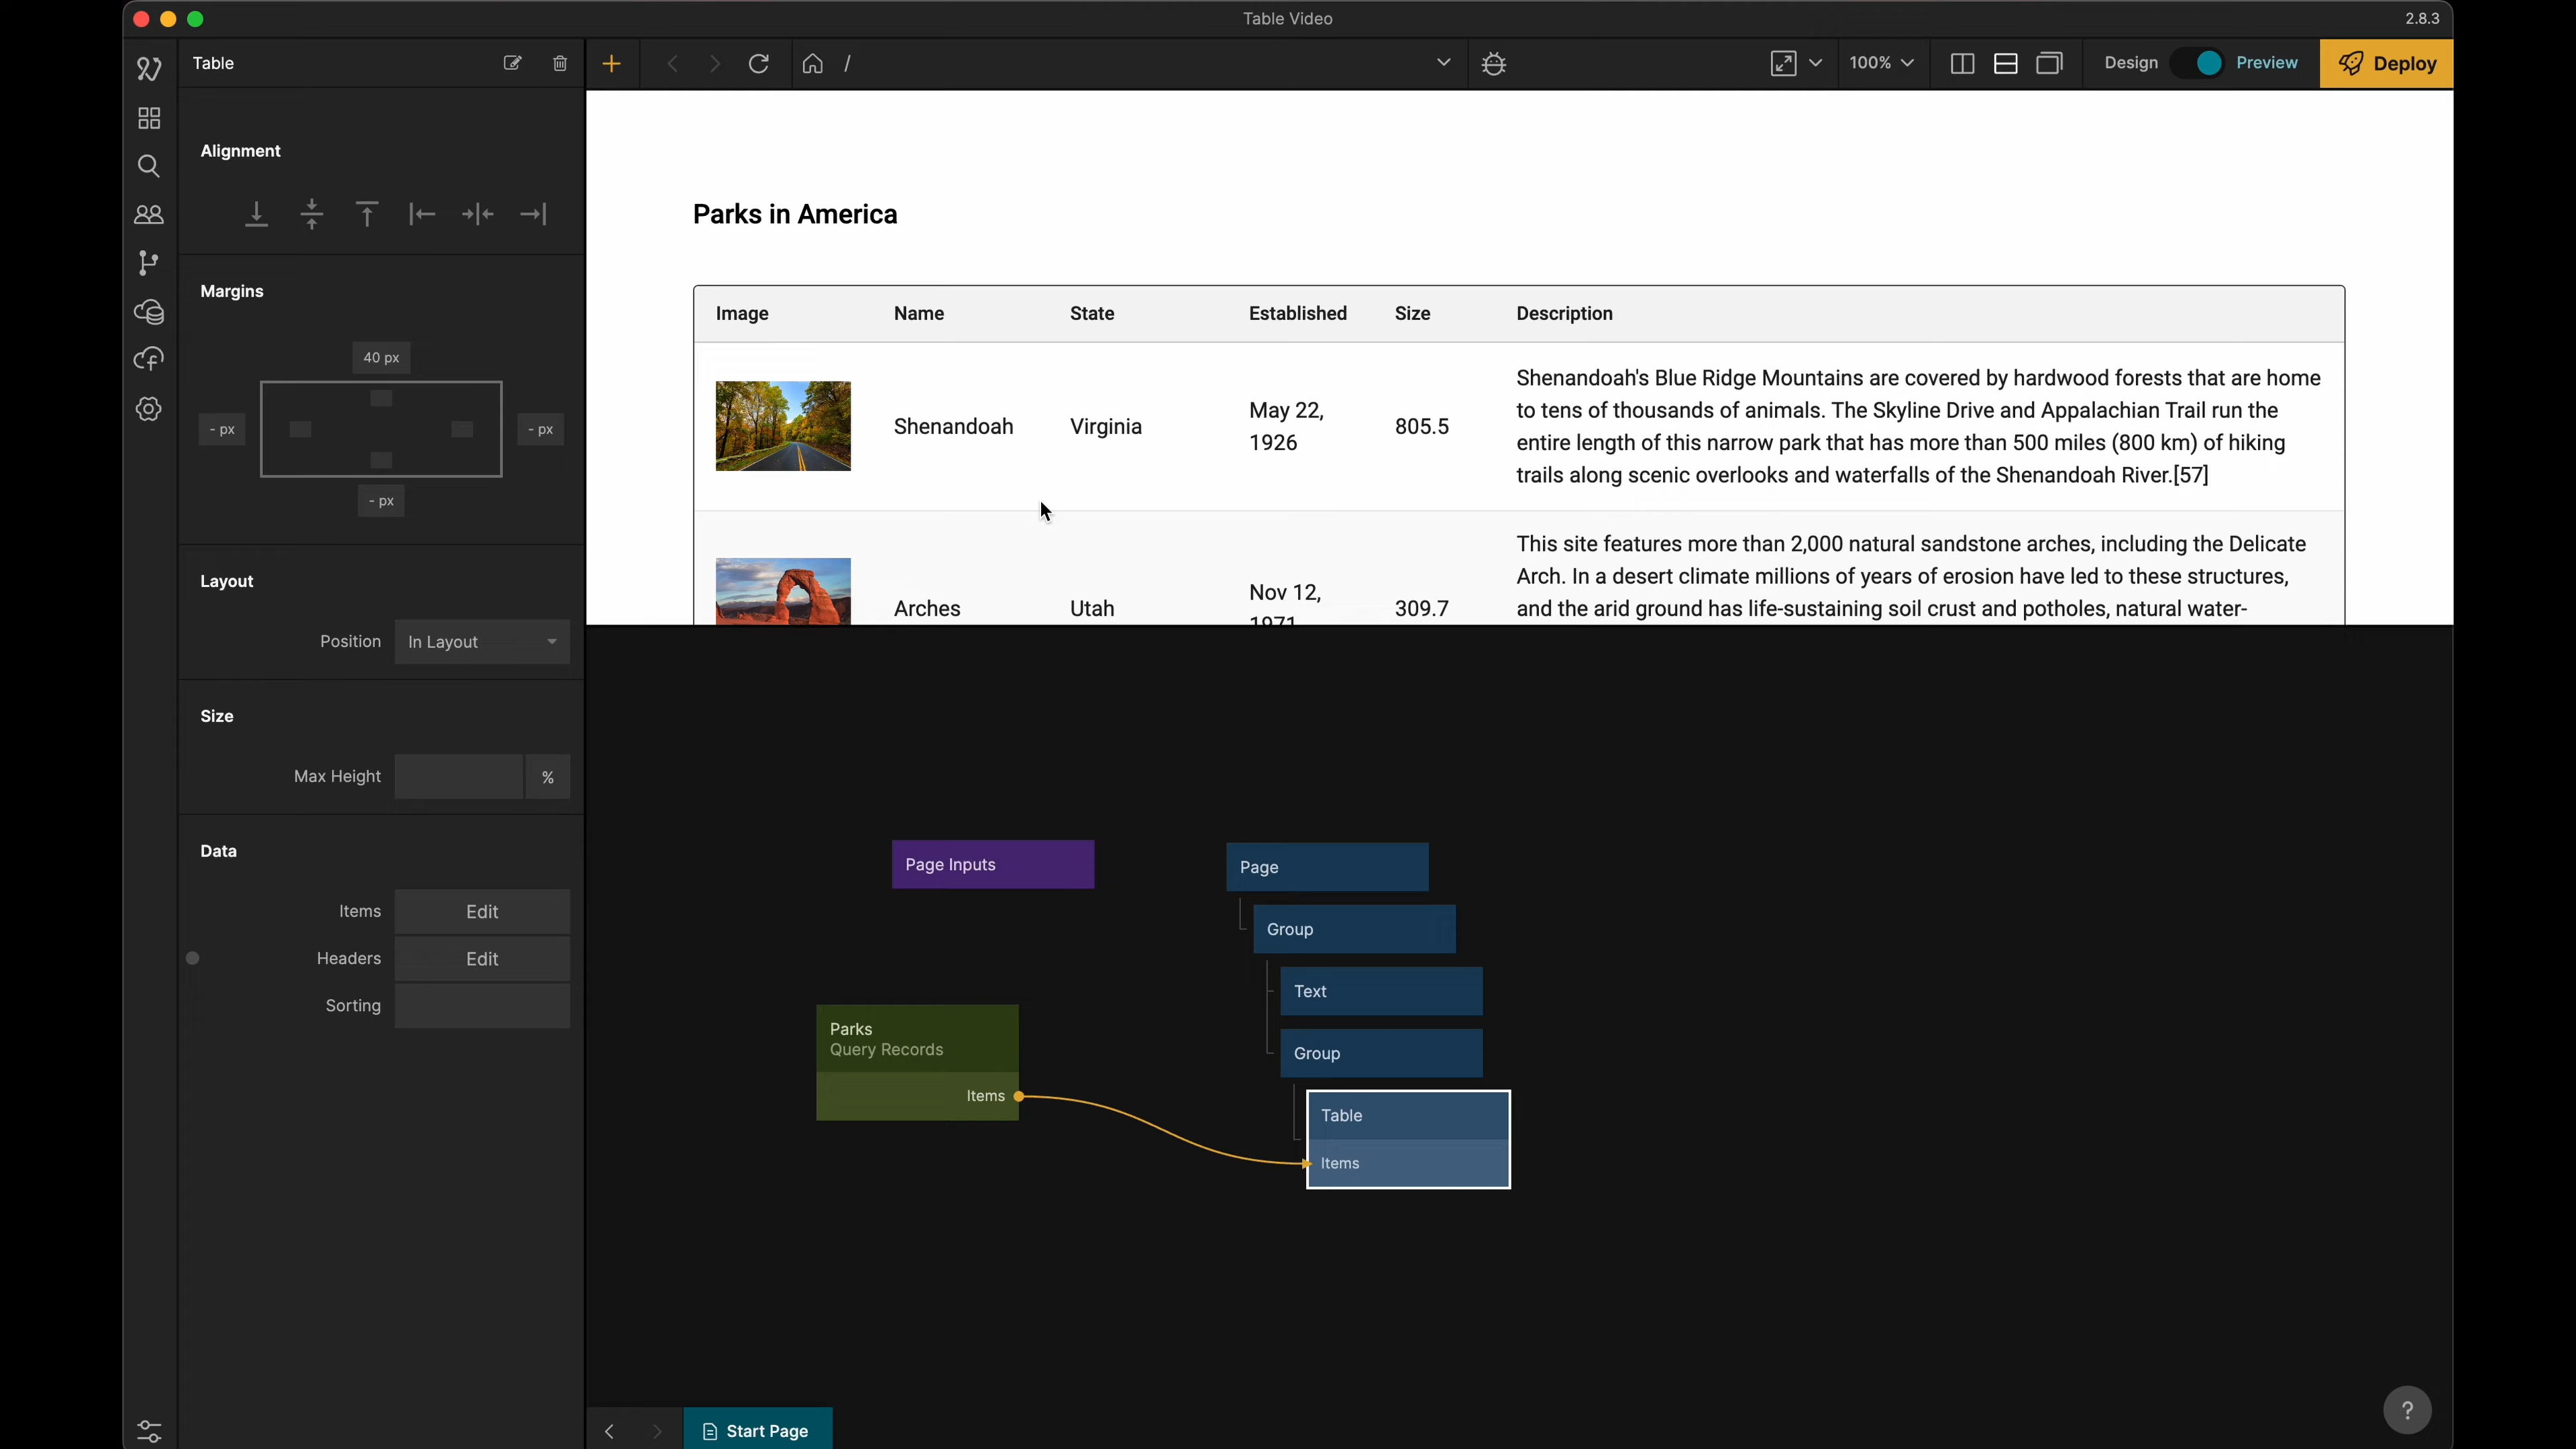 Table Video
2.8.3
Table
/
100%
Design
Preview
Deploy
Alignment
Margins
40 px
- px
- px
- px
Layout
Position
In Layout
Size
Max Height
%
Data
Items
Edit
Headers
Edit
Sorting
Parks in America
Image
Name
State
Established
Size
Description
Shenandoah
Virginia
May 22,
1926
805.5
Shenandoah's Blue Ridge Mountains are covered by hardwood forests that are home
to tens of thousands of animals. The Skyline Drive and Appalachian Trail run the
entire length of this narrow park that has more than 500 miles (800 km) of hiking
trails along scenic overlooks and waterfalls of the Shenandoah River.[57]
Arches
Utah
Nov 12,
1971
309.7
This site features more than 2,000 natural sandstone arches, including the Delicate
Arch. In a desert climate millions of years of erosion have led to these structures,
and the arid ground has life-sustaining soil crust and potholes, natural water-
Page Inputs
Page
Group
Text
Group
Parks
Query Records
Items
Table
Items
Start Page
?